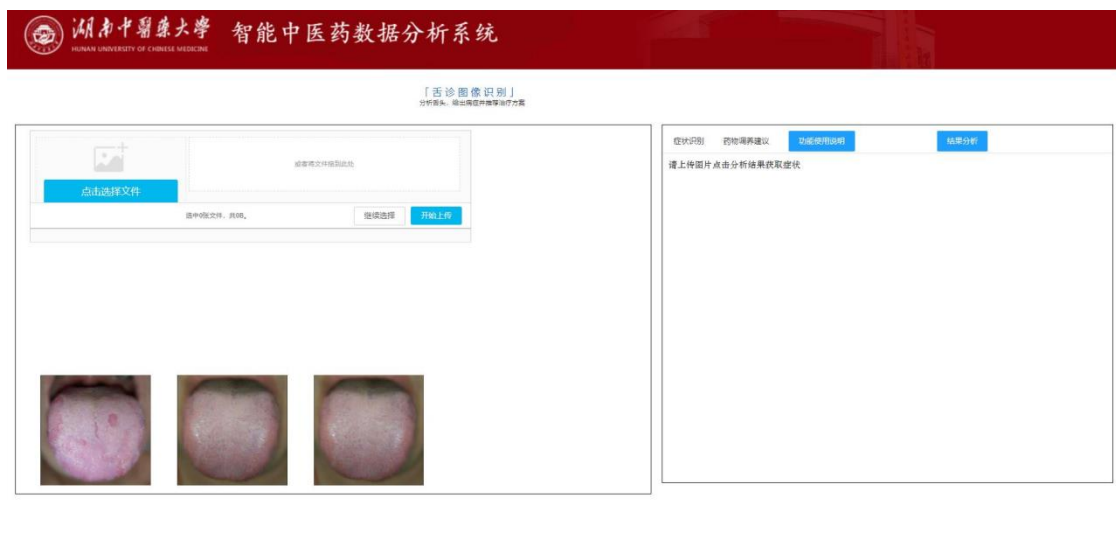 湖南中醫藥大學
HUNAN UNIVERSITY OF CHINESE MEDICINE
智能中医药数据分析系统
「舌诊图像识别」
分析舌头，给出病症并推荐治疗方案
点击选择文件
或者将文件拖到此处
选中0张文件，共0B。
继续选择
开始上传
症状识别
药物调养建议
功能使用说明
结果分析
请上传图片点击分析结果获取症状